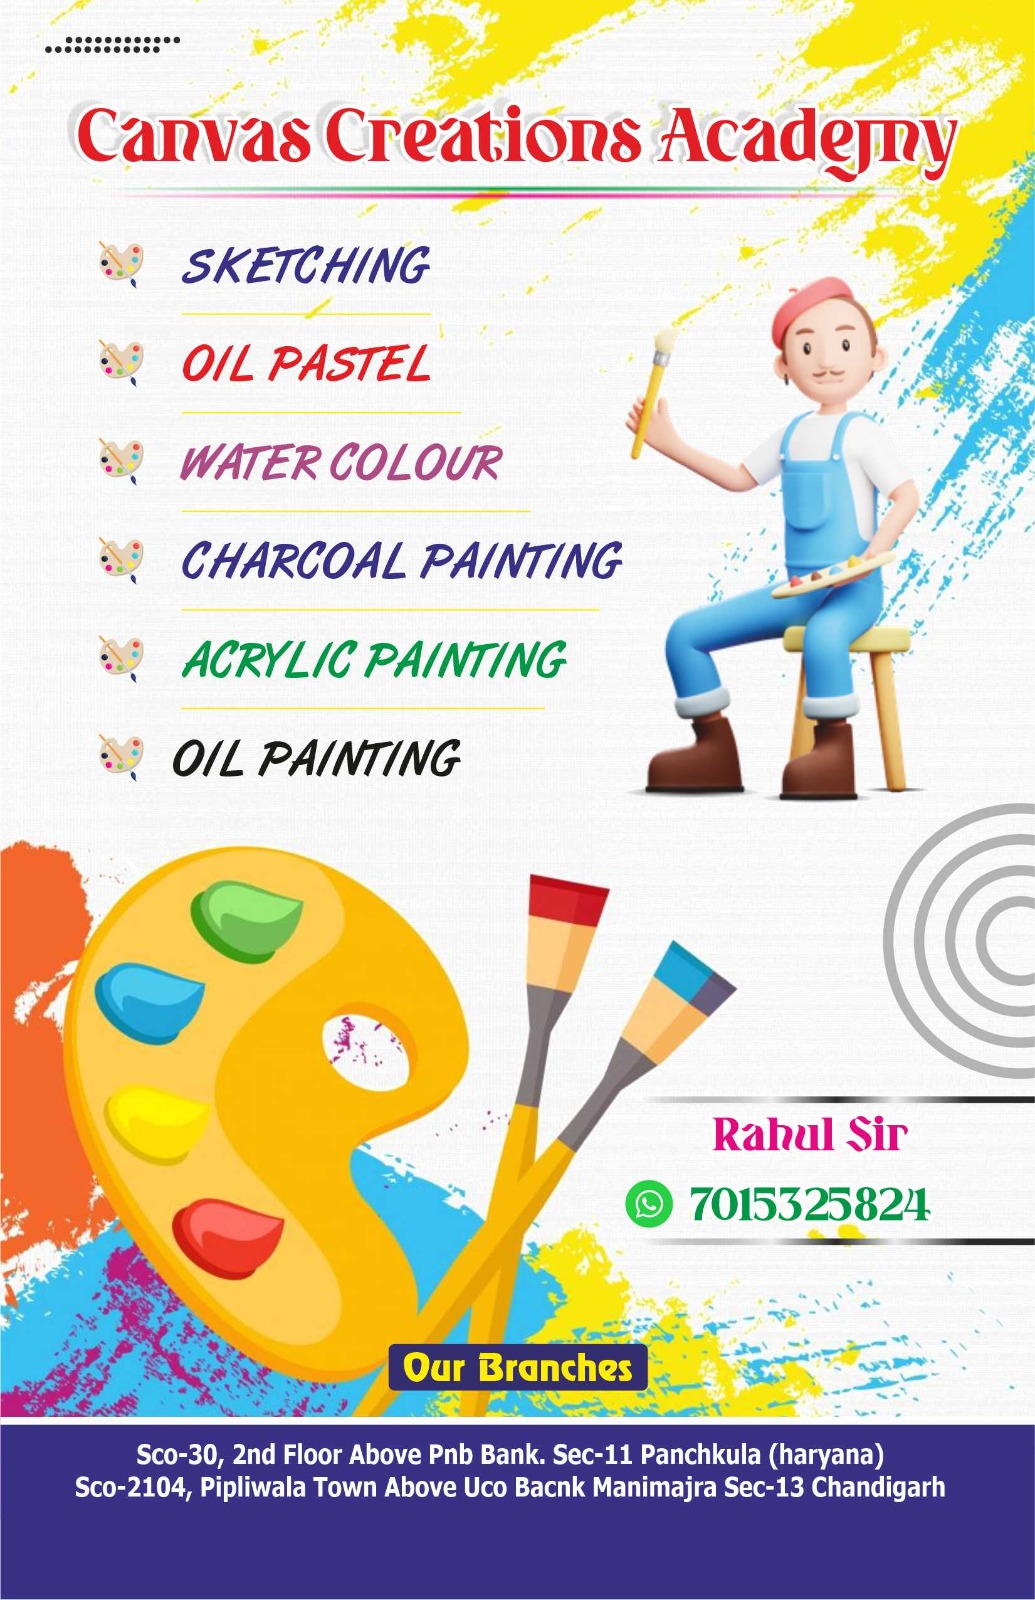 Canvas Creations Academy
SKETCHING
OIL PASTEL
WATER COLOUR
CHARCOAL PAINTING
ACRYLIC PAINTING
OIL PAINTING
Rahul Sir
7015325824
Our Branches
Sco-30, 2nd Floor Above Pnb Bank. Sec-11 Panchkula (haryana)
Sco-2104, Pipliwala Town Above Uco Bacnk Manimajra Sec-13 Chandigarh